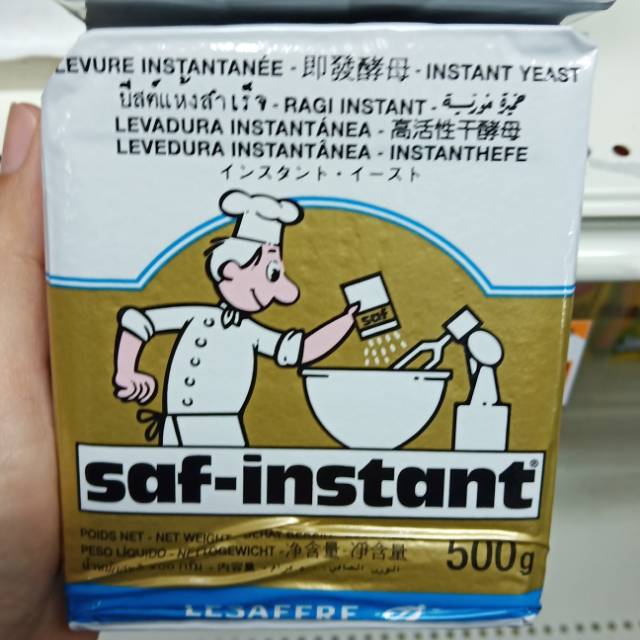 LEVURE INSTANTANÉE - 即發酵母 - INSTANT YEAST
ยีสต์แห้งสำเร็จ - RAGI INSTANT - خميرة فورية
LEVADURA INSTANTÁNEA - 高活性干酵母
LEVEDURA INSTANTÂNEA - INSTANTHEFE
インスタント・イースト
saf
saf-instant®
POIDS NET - NET WEIGHT
PESO LÍQUIDO - NETTOGEWICHT - 净含量 - 淨含量
500g
内容量
LESAFFRE